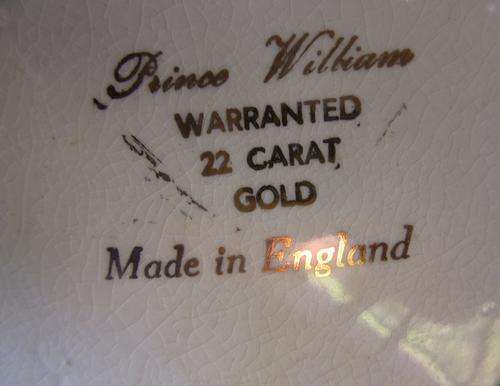 Prince William
WARRANTED
22 CARAT
GOLD
Made in England